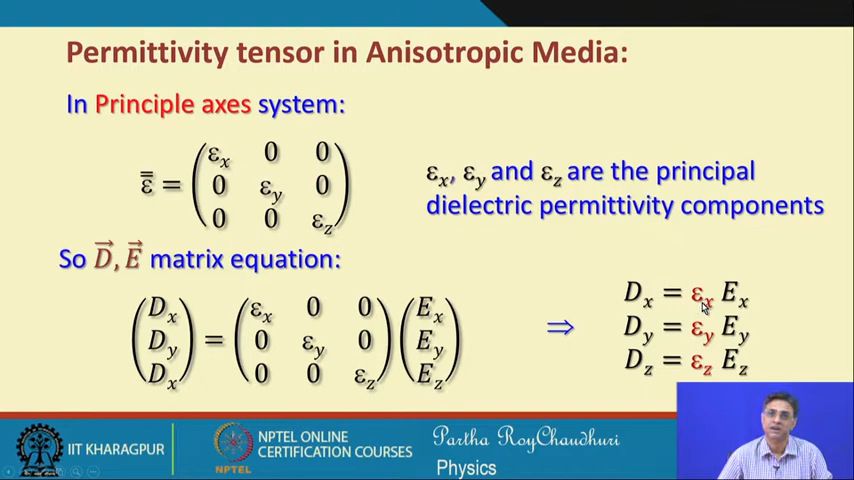 Permittivity tensor in Anisotropic Media:
In Principle axes system:
ε̿ = (εx 0 0
0 εy 0
0 0 εz)
εx, εy and εz are the principal
dielectric permittivity components
So D⃗, E⃗ matrix equation:
(Dx Dy Dx) = (εx 0 0
0 εy 0
0 0 εz) (Ex Ey Ez)
⇒
Dx = εx Ex
Dy = εy Ey
Dz = εz Ez
IIT KHARAGPUR
NPTEL
NPTEL ONLINE
CERTIFICATION COURSES
Partha RoyChaudhuri
Physics